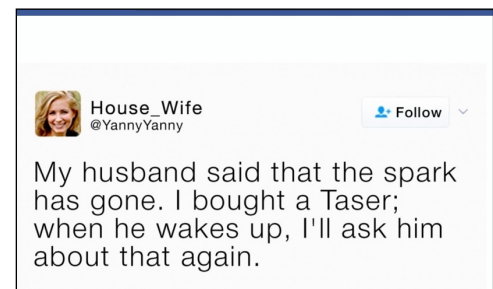 House_Wife
@YannyYanny
Follow
My husband said that the spark
has gone. I bought a Taser;
when he wakes up, I'll ask him
about that again.